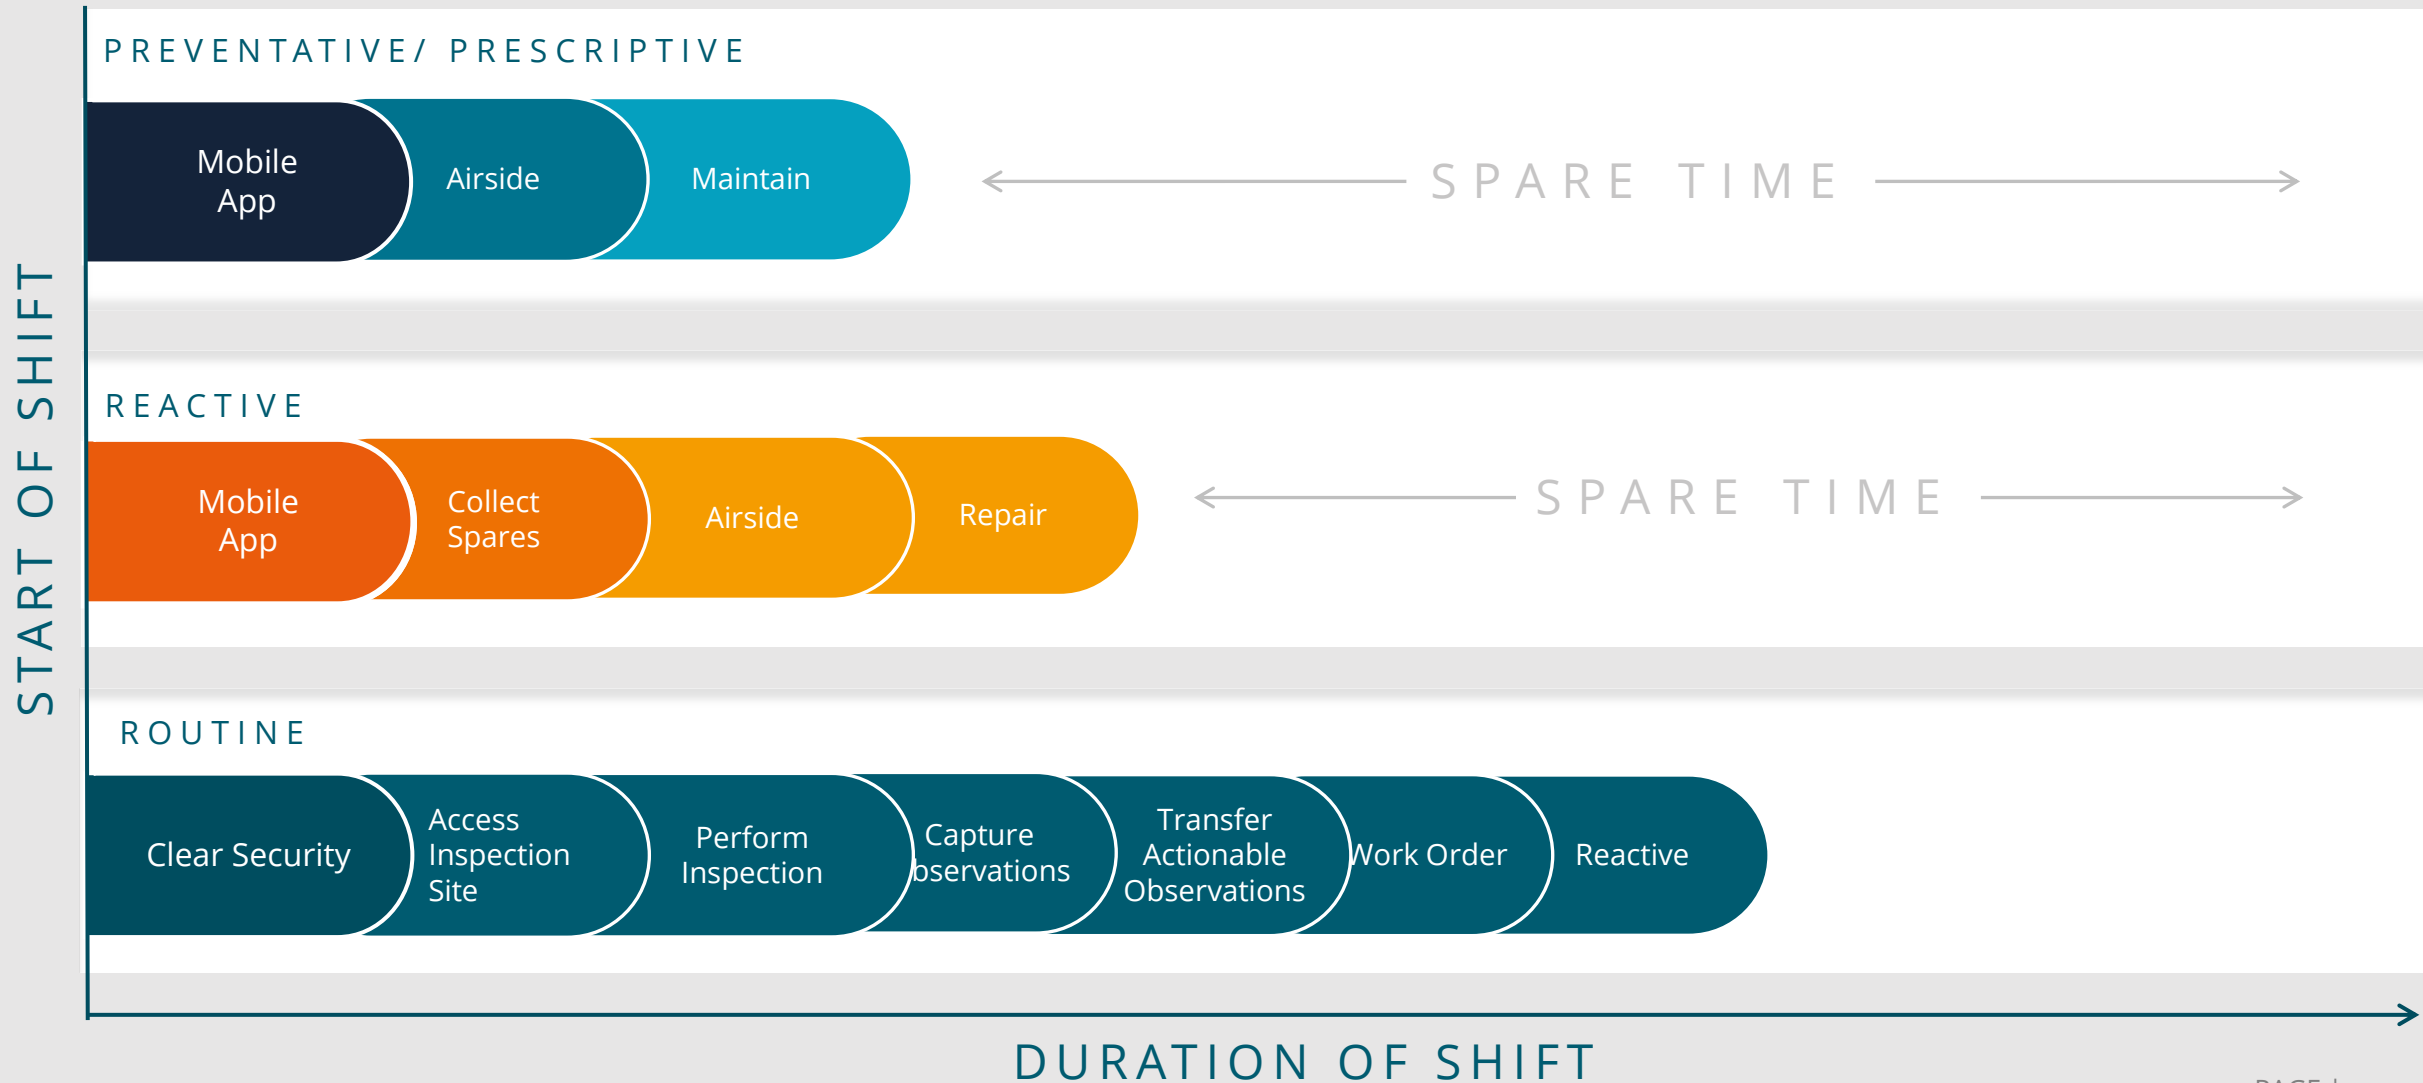 PREVENTATIVE/ PRESCRIPTIVE
Mobile
App
Airside
Maintain
SPARE TIME
START OF SHIFT
REACTIVE
Mobile
App
Collect
Spares
Airside
Repair
SPARE TIME
ROUTINE
Clear Security
Access
Inspection
Site
Perform
Inspection
Capture
bservations
Transfer
Actionable
Observations
Work Order
Reactive
DURATION OF SHIFT